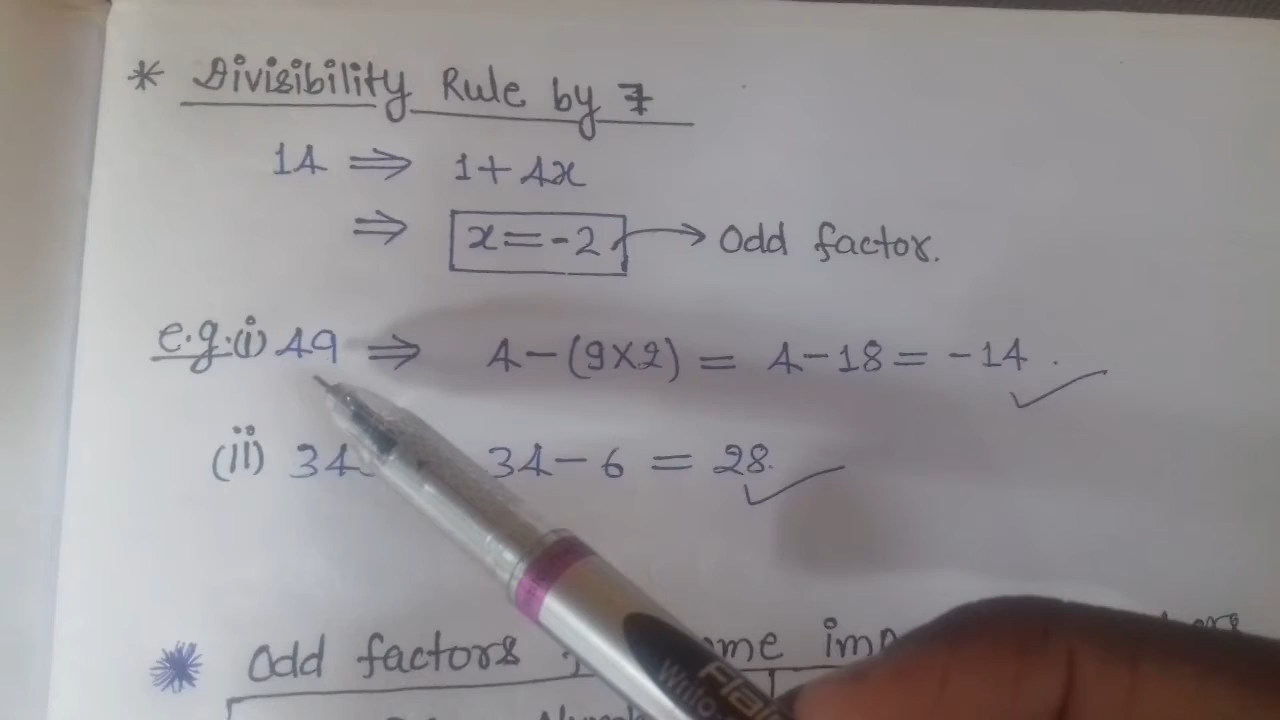 * Divisibility Rule by 7
14 ⇒ 1+4x
⇒ x=-2 → Odd factor.
e.g.(i) 49 ⇒ 4-(9×2) = 4-18 = -14.
(ii) 34 34-6 = 28.
* Odd factors